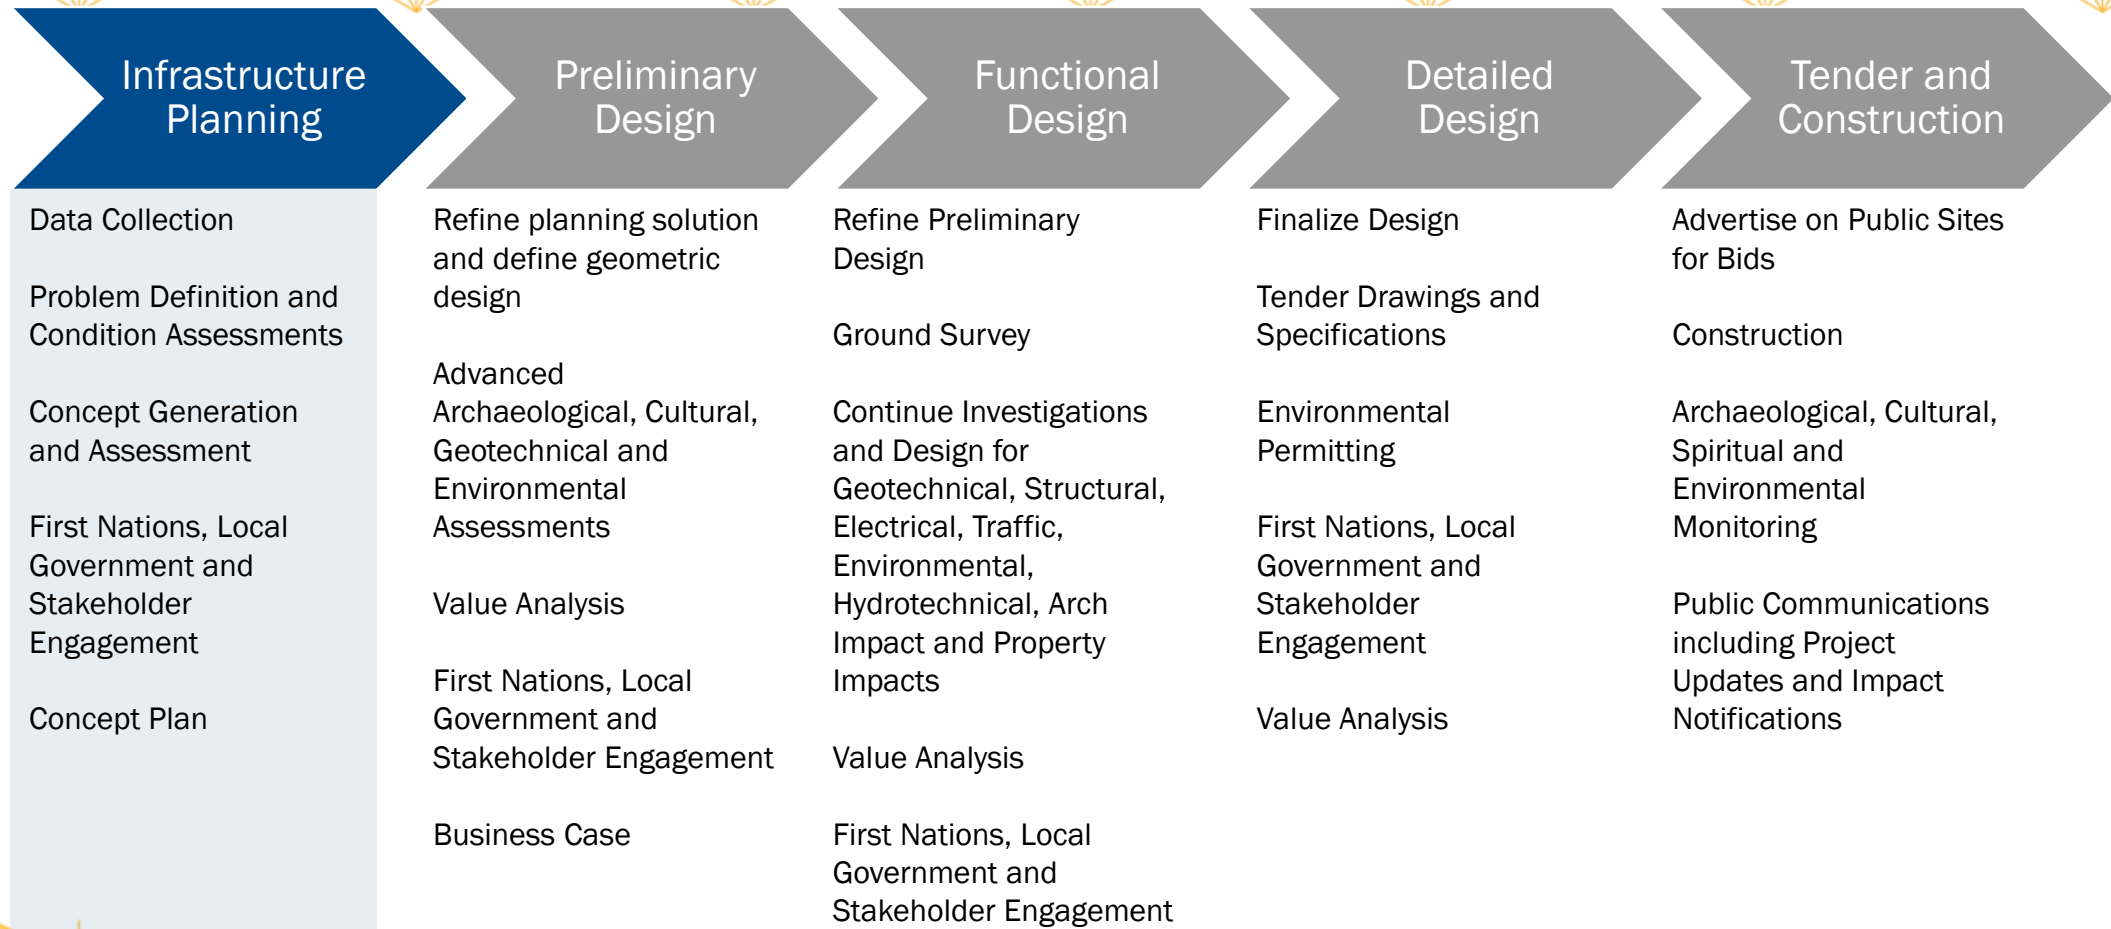 Infrastructure
Planning
Data Collection
Problem Definition and
Condition Assessments
Concept Generation
and Assessment
First Nations, Local
Government and
Stakeholder
Engagement
Concept Plan
Preliminary
Design
Refine planning solution
and define geometric
design
Advanced
Archaeological, Cultural,
Geotechnical and
Environmental
Assessments
Value Analysis
First Nations, Local
Government and
Stakeholder Engagement
Business Case
Functional
Design
Refine Preliminary
Design
Ground Survey
Continue Investigations
and Design for
Geotechnical, Structural,
Electrical, Traffic,
Environmental,
Hydrotechnical, Arch
Impact and Property
Impacts
Value Analysis
First Nations, Local
Government and
Stakeholder Engagement
Detailed
Design
Finalize Design
Tender Drawings and
Specifications
Environmental
Permitting
First Nations, Local
Government and
Stakeholder
Engagement
Value Analysis
Tender and
Construction
Advertise on Public Sites
for Bids
Construction
Archaeological, Cultural,
Spiritual and
Environmental
Monitoring
Public Communications
including Project
Updates and Impact
Notifications